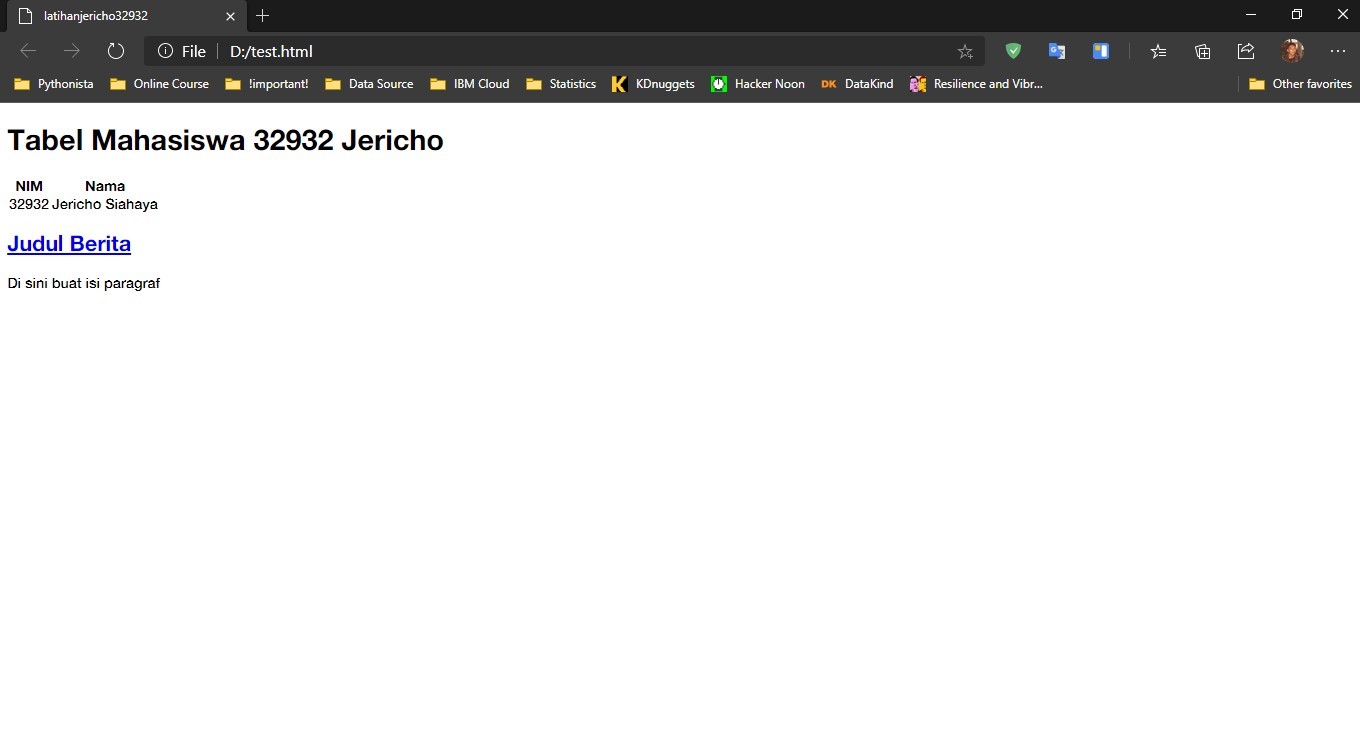 latihanjericho32932
File D:/test.html
Pythonista Online Course !important! Data Source IBM Cloud Statistics KDnuggets Hacker Noon DK DataKind Resilience and Vibr... Other favorites
Tabel Mahasiswa 32932 Jericho
NIM Nama
32932 Jericho Siahaya
Judul Berita
Di sini buat isi paragraf